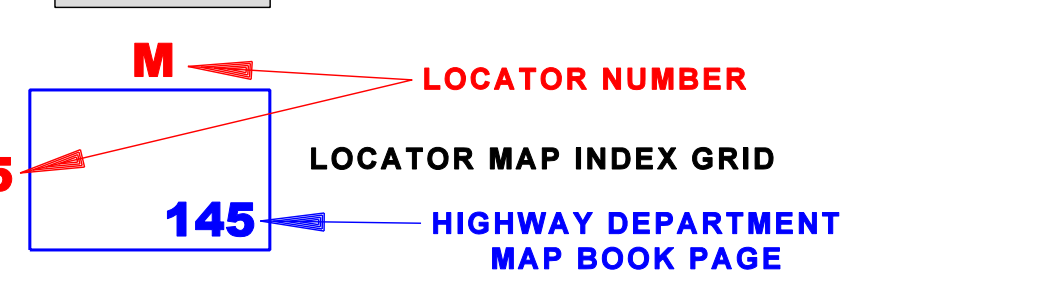 M
LOCATOR NUMBER
LOCATOR MAP INDEX GRID
145
HIGHWAY DEPARTMENT
MAP BOOK PAGE